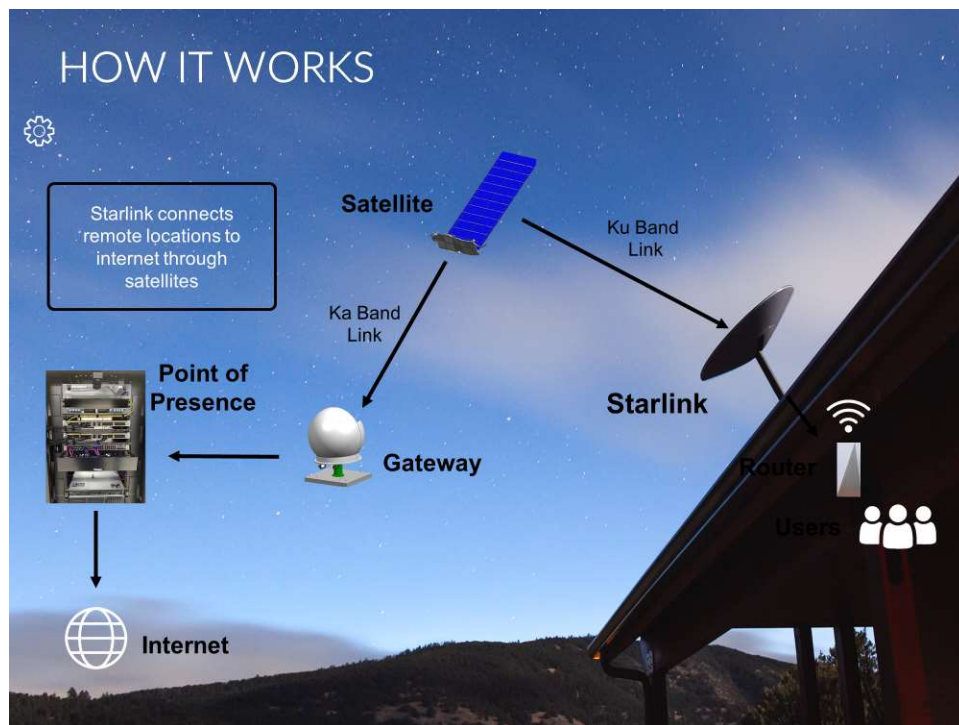 HOW IT WORKS
Starlink connects
remote locations to
internet through
satellites
Satellite
Ku Band
Link
Ka Band
Link
Point of
Presence
Starlink
Gateway
Router
Users
Internet